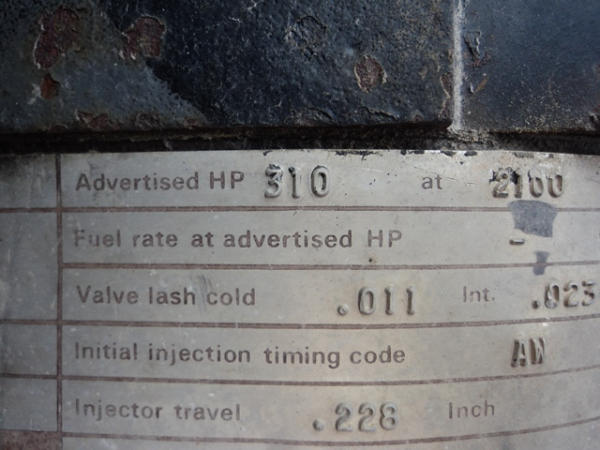 Advertised HP 310 at 2100
Fuel rate at advertised HP -
Valve lash cold .011 Int. .023
Initial injection timing code AW
Injector travel .228 Inch